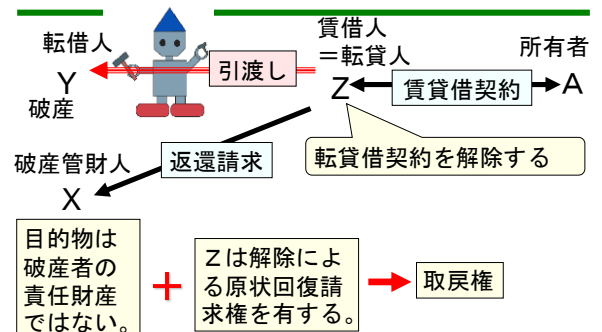 転借人
Y
破産
引渡し
賃借人
＝転貸人
Z
賃貸借契約
所有者
A
転貸借契約を解除する
返還請求
破産管財人
X
目的物は
破産者の
責任財産
ではない。
＋
Ｚは解除によ
る原状回復請
求権を有する。
取戻権